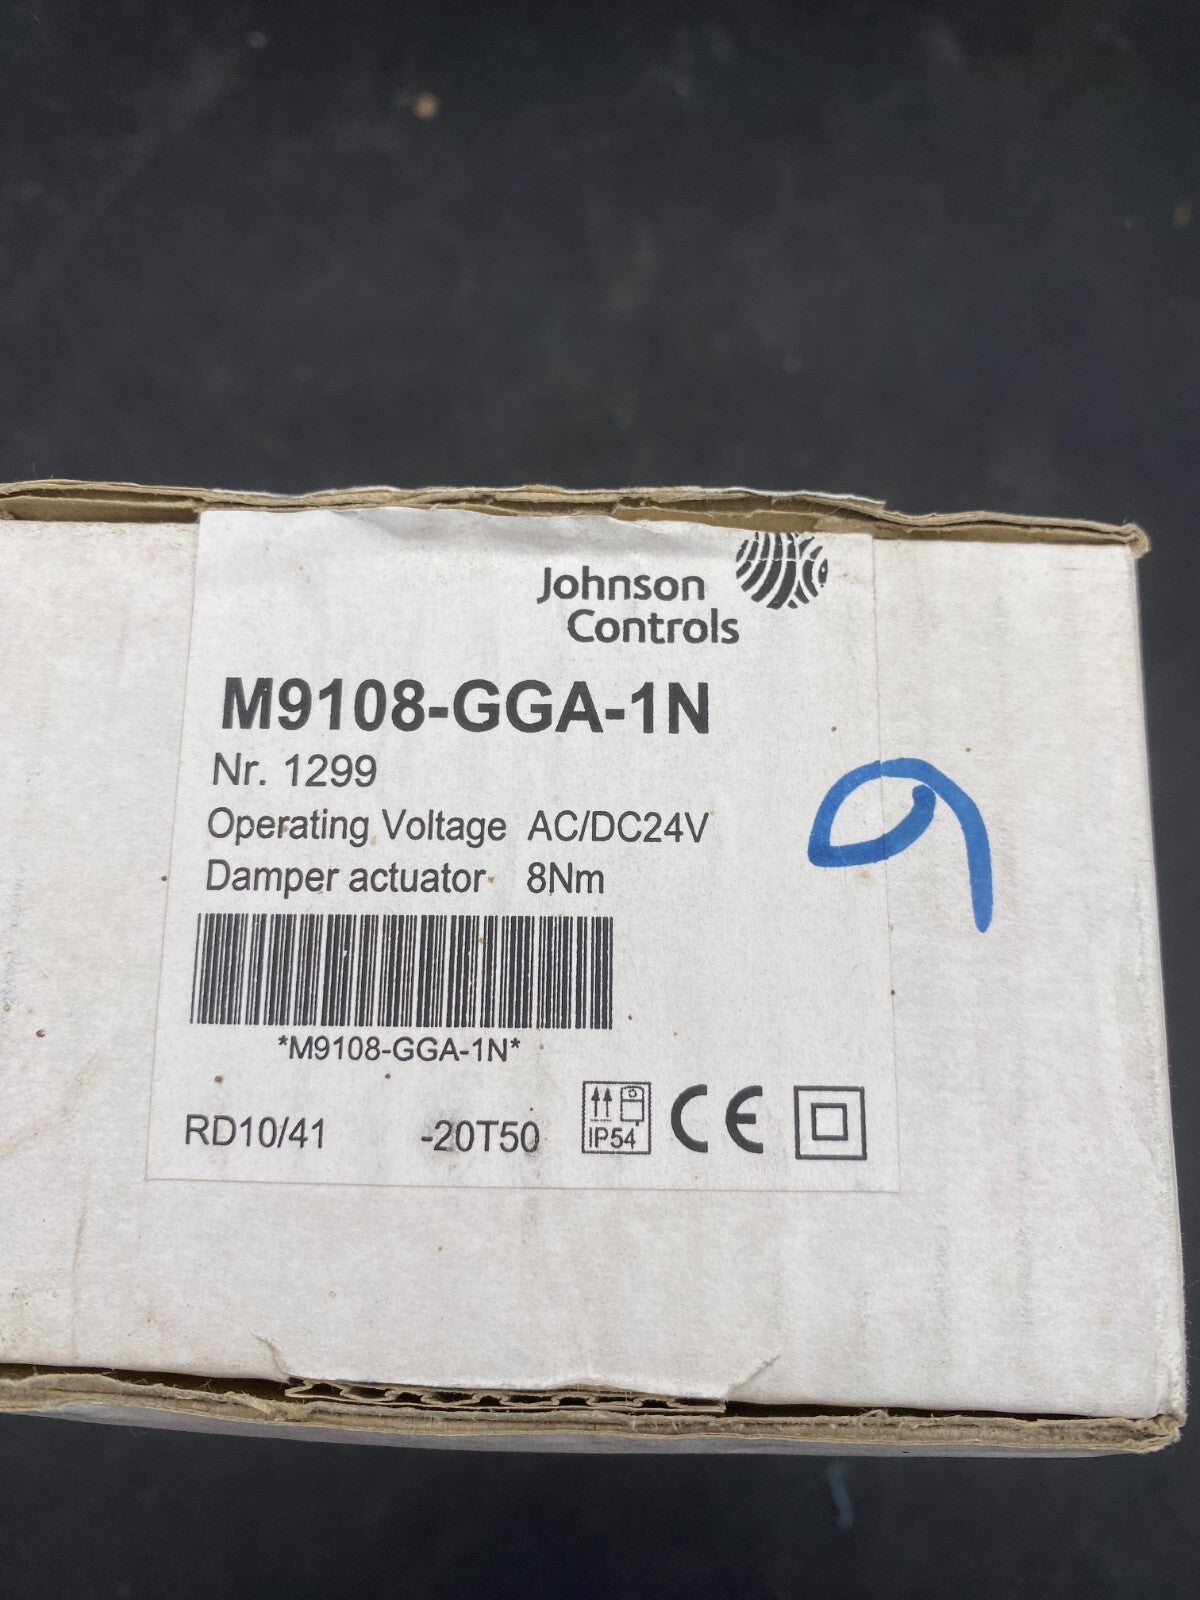 Johnson
Controls
M9108-GGA-1N
Nr. 1299
Operating Voltage AC/DC24V
Damper actuator 8Nm
*M9108-GGA-1N*
RD10/41 -20T50 IP54 CE
9